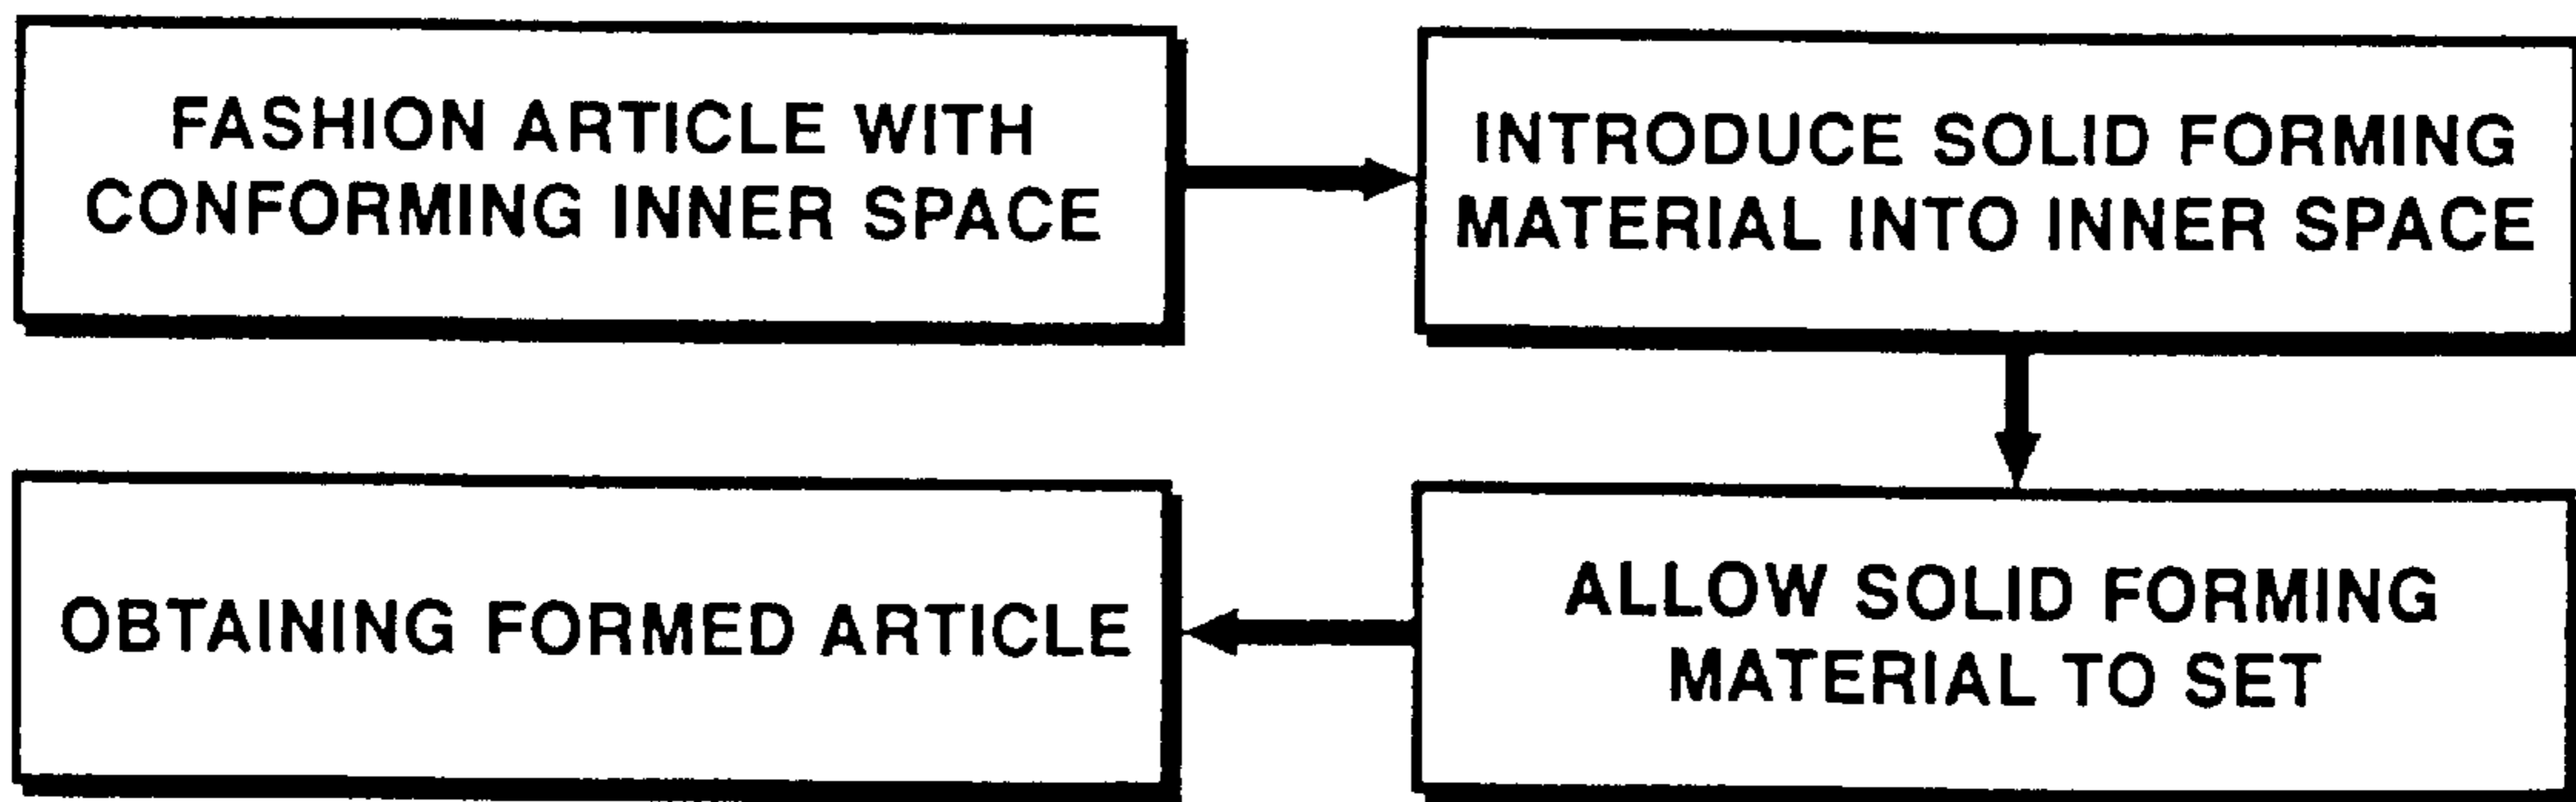 FASHION ARTICLE WITH
CONFORMING INNER SPACE
INTRODUCE SOLID FORMING
MATERIAL INTO INNER SPACE
ALLOW SOLID FORMING
MATERIAL TO SET
OBTAINING FORMED ARTICLE